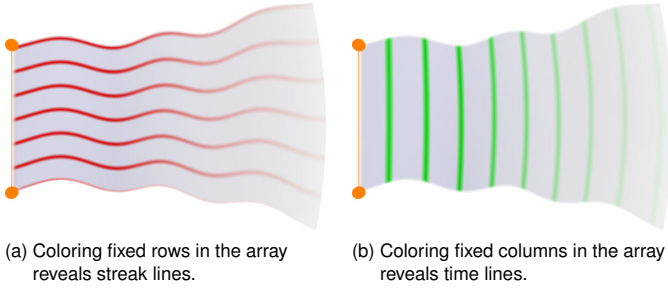 (a) Coloring fixed rows in the array
reveals streak lines.
(b) Coloring fixed columns in the array
reveals time lines.